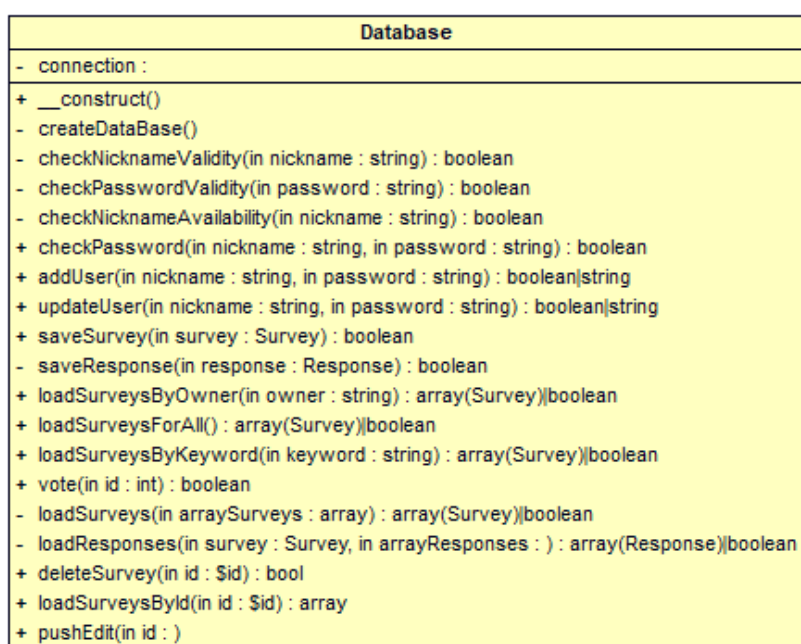 Database
- connection :
+ __construct()
- createDataBase()
- checkNicknameValidity(in nickname : string) : boolean
- checkPasswordValidity(in password : string) : boolean
- checkNicknameAvailability(in nickname : string) : boolean
+ checkPassword(in nickname : string, in password : string) : boolean
+ addUser(in nickname : string, in password : string) : boolean|string
+ updateUser(in nickname : string, in password : string) : boolean|string
+ saveSurvey(in survey : Survey) : boolean
- saveResponse(in response : Response) : boolean
+ loadSurveysByOwner(in owner : string) : array(Survey)|boolean
+ loadSurveysForAll() : array(Survey)|boolean
+ loadSurveysByKeyword(in keyword : string) : array(Survey)|boolean
+ vote(in id : int) : boolean
- loadSurveys(in arraySurveys : array) : array(Survey)|boolean
- loadResponses(in survey : Survey, in arrayResponses : ) : array(Response)|boolean
+ deleteSurvey(in id : $id) : bool
+ loadSurveysById(in id : $id) : array
+ pushEdit(in id : )